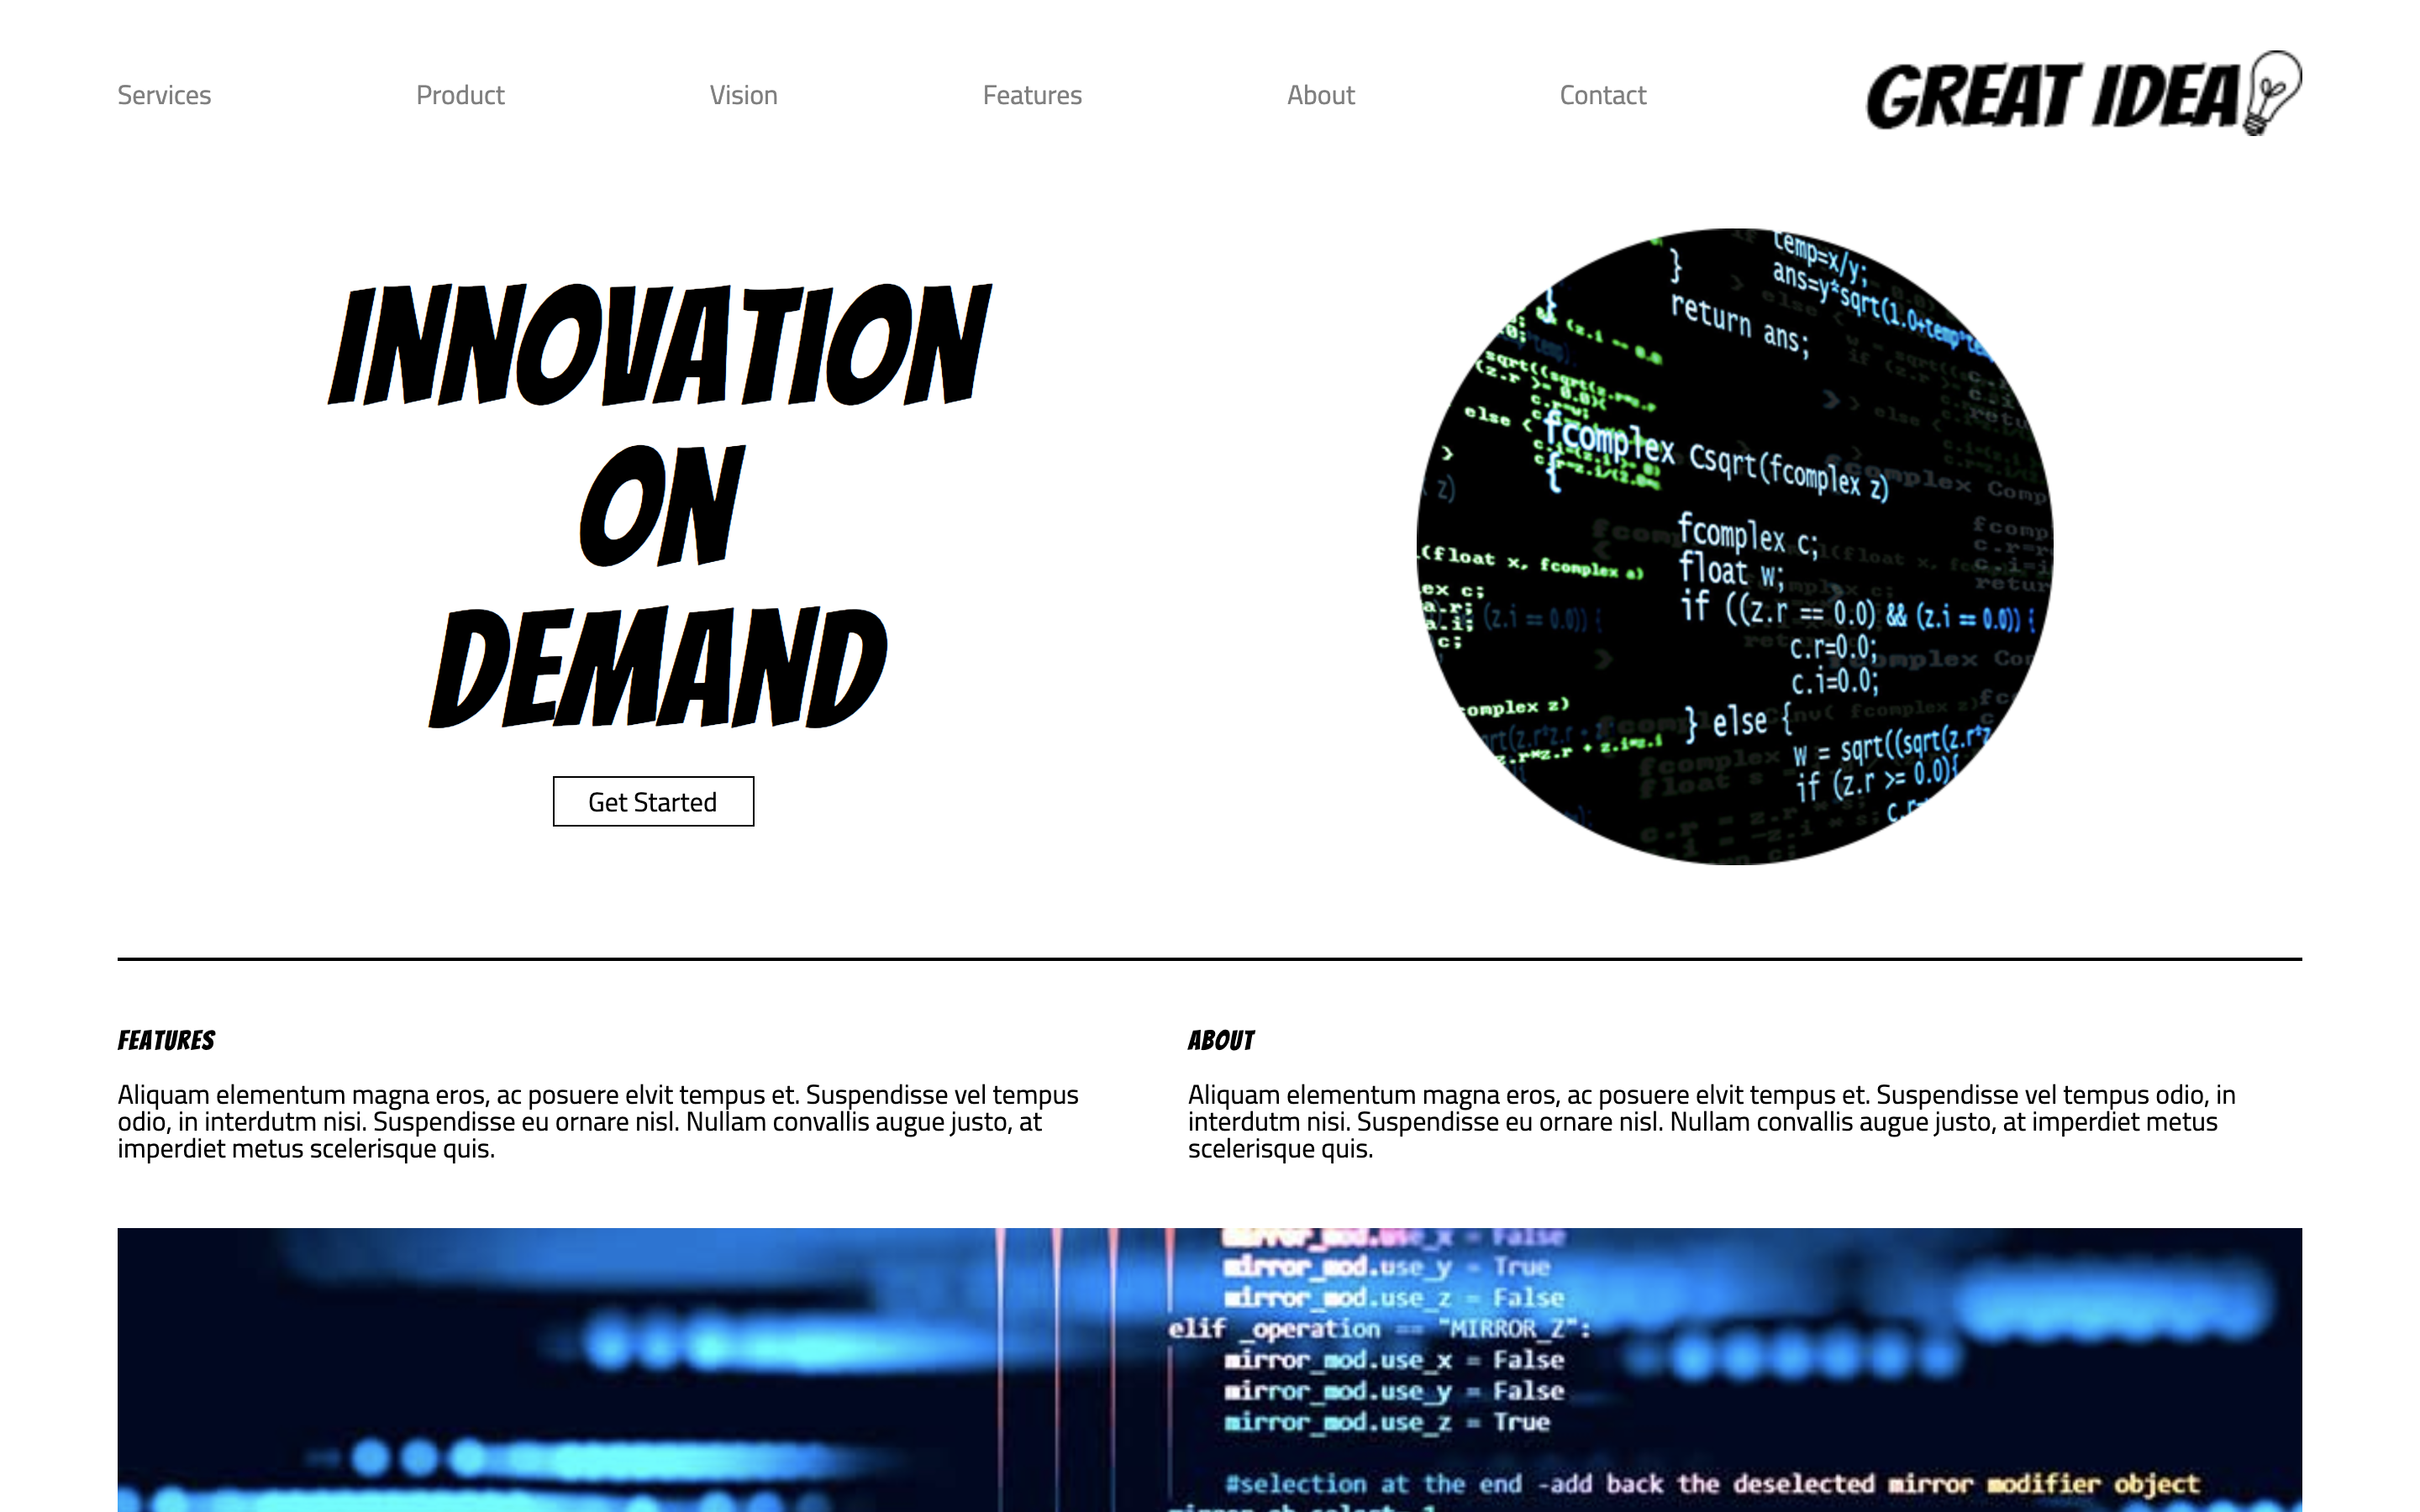 Services Product Vision Features About Contact GREAT IDEA
INNOVATION
ON
DEMAND
Get Started
temp=x/y;
ans=y*sqrt(1.0+temp*
}
return ans;
}
else {
fcomplex Csqrt(fcomplex z)
{
fcomplex c;
float w;
if ((z.r == 0.0) && (z.i == 0.0)) {
c.r=0.0;
c.i=0.0;
} else {
w = sqrt((sqrt(z.r*z
if (z.r >= 0.0){
(float x, fcomplex a)
ex c;
a.r;
a.i;
c;
complex z)
z.r*z.r + z.i*z.i
FEATURES
Aliquam elementum magna eros, ac posuere elvit tempus et. Suspendisse vel tempus
odio, in interdutm nisi. Suspendisse eu ornare nisl. Nullam convallis augue justo, at
imperdiet metus scelerisque quis.
ABOUT
Aliquam elementum magna eros, ac posuere elvit tempus et. Suspendisse vel tempus odio, in
interdutm nisi. Suspendisse eu ornare nisl. Nullam convallis augue justo, at imperdiet metus
scelerisque quis.
mirror_mod.use_x = False
mirror_mod.use_y = True
mirror_mod.use_z = False
elif _operation == "MIRROR_Z":
mirror_mod.use_x = False
mirror_mod.use_y = False
mirror_mod.use_z = True
#selection at the end -add back the deselected mirror modifier object